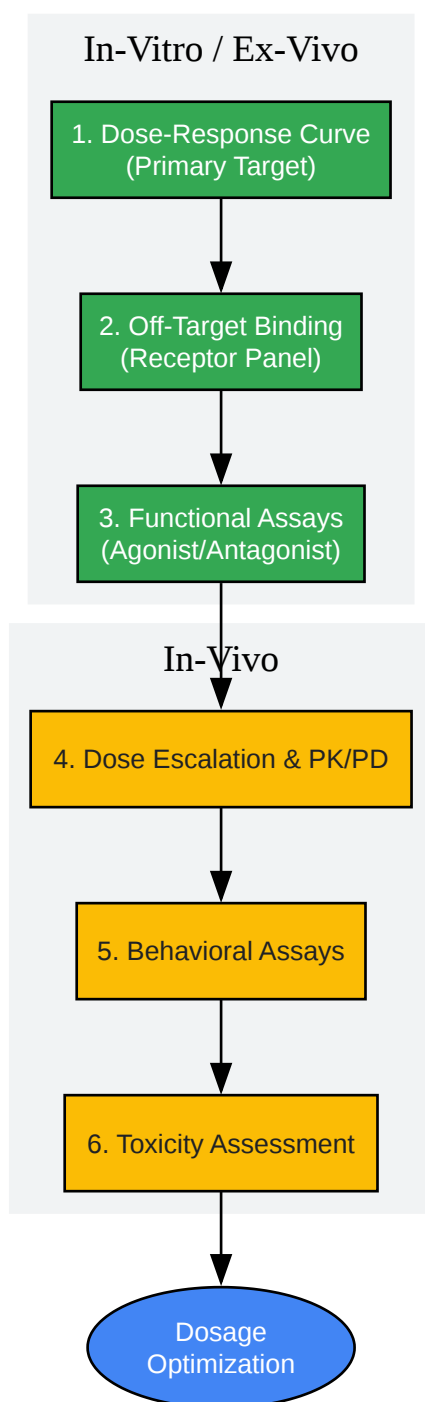 In-Vitro / Ex-Vivo
1. Dose-Response Curve
(Primary Target)
2. Off-Target Binding
(Receptor Panel)
3. Functional Assays
(Agonist/Antagonist)
In-Vivo
4. Dose Escalation & PK/PD
5. Behavioral Assays
6. Toxicity Assessment
Dosage
Optimization